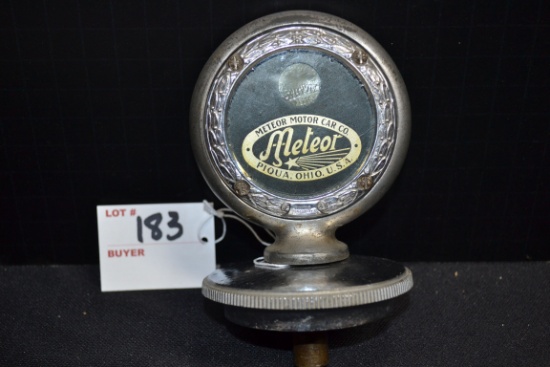 METEOR MOTOR CAR CO.
Meteor
PIQUA, OHIO, U.S.A
LOT # 183
BUYER